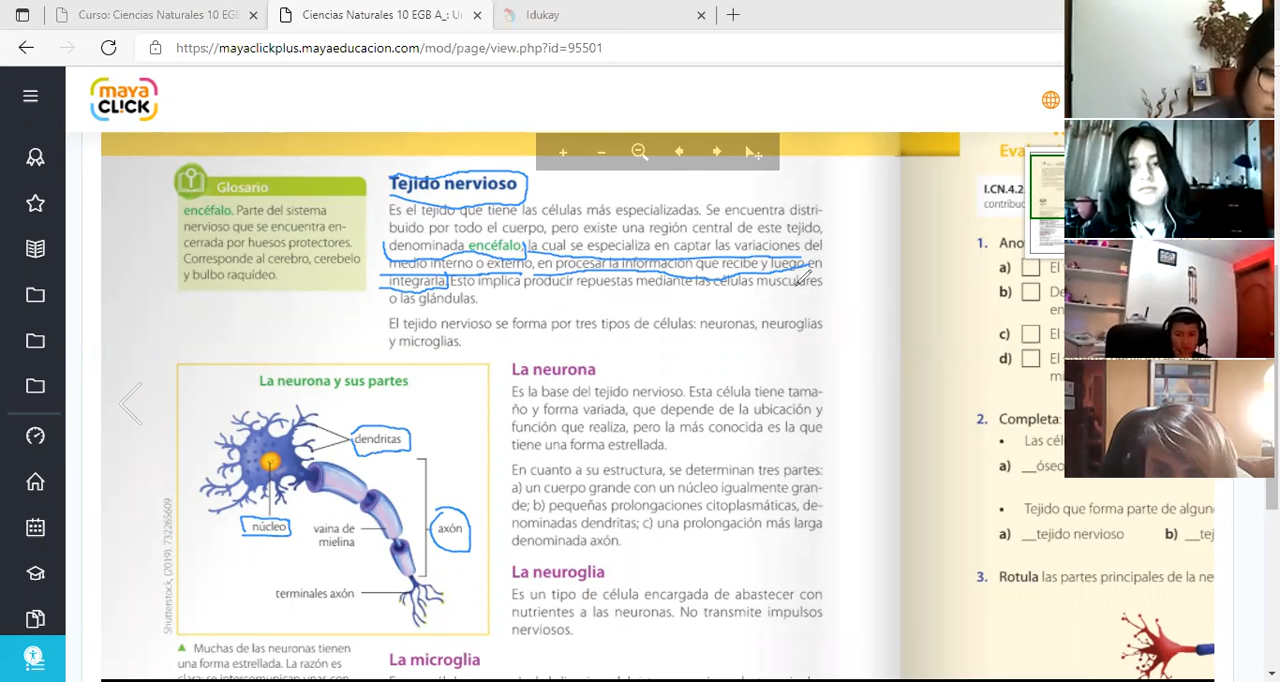 Curso: Ciencias Naturales 10 EGB
Ciencias Naturales 10 EGB A_: U
Idukay
https://mayaclickplus.mayaeducacion.com/mod/page/view.php?id=95501
maya
CLICK
Glosario
encéfalo. Parte del sistema
nervioso que se encuentra en-
cerrada por huesos protectores.
Corresponde al cerebro, cerebelo
y bulbo raquídeo.
Tejido nervioso
Es el tejido que tiene las células más especializadas. Se encuentra distri-
buido por todo el cuerpo, pero existe una región central de este tejido,
denominada encéfalo, la cual se especializa en captar las variaciones del
medio interno o externo, en procesar la información que recibe y luego en
integrarla. Esto implica producir repuestas mediante las células musculares
o las glándulas.
El tejido nervioso se forma por tres tipos de células: neuronas, neuroglias
y microglias.
La neurona y sus partes
dendritas
núcleo
vaina de
mielina
axón
terminales axón
Shutterstock, (2019). 732265609
Muchas de las neuronas tienen
una forma estrellada. La razón es
clara: se intercomunican unas con
La neurona
Es la base del tejido nervioso. Esta célula tiene tama-
ño y forma variada, que depende de la ubicación y
función que realiza, pero la más conocida es la que
tiene una forma estrellada.
En cuanto a su estructura, se determinan tres partes:
a) un cuerpo grande con un núcleo igualmente gran-
de; b) pequeñas prolongaciones citoplasmáticas, de-
nominadas dendritas; c) una prolongación más larga
denominada axón.
La neuroglia
Es un tipo de célula encargada de abastecer con
nutrientes a las neuronas. No transmite impulsos
nerviosos.
La microglia
Eva
I.CN.4.2
contribuc
1. Ano
a) El
b) De
en
c) El
d) El
mi
2. Completa:
• Las cél
a) __óseo
• Tejido que forma parte de algun
a) __tejido nervioso b) __tej
3. Rotula las partes principales de la ne